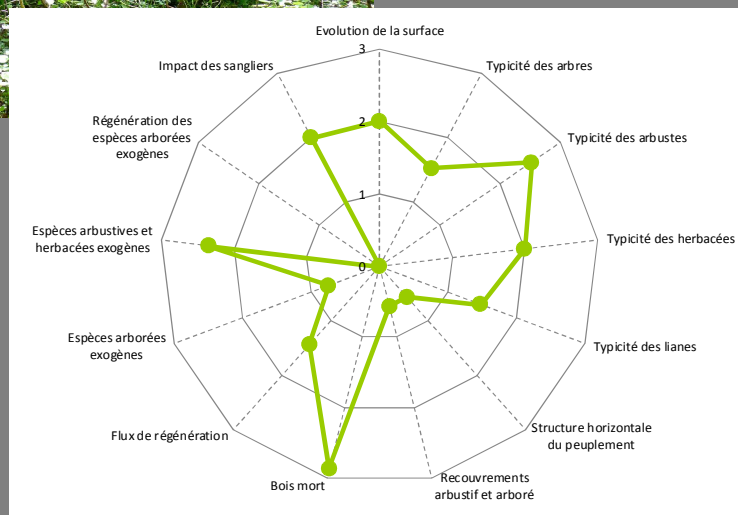 Evolution de la surface
3
Impact des sangliers
Typicité des arbres
Régénération des
espèces arborées
exogènes
2
Typicité des arbustes
1
Espèces arbustives et
herbacées exogènes
Typicité des herbacées
0
Espèces arborées
exogènes
Typicité des lianes
Flux de régénération
Structure horizontale
du peuplement
Bois mort
Recouvrements
arbustif et arboré